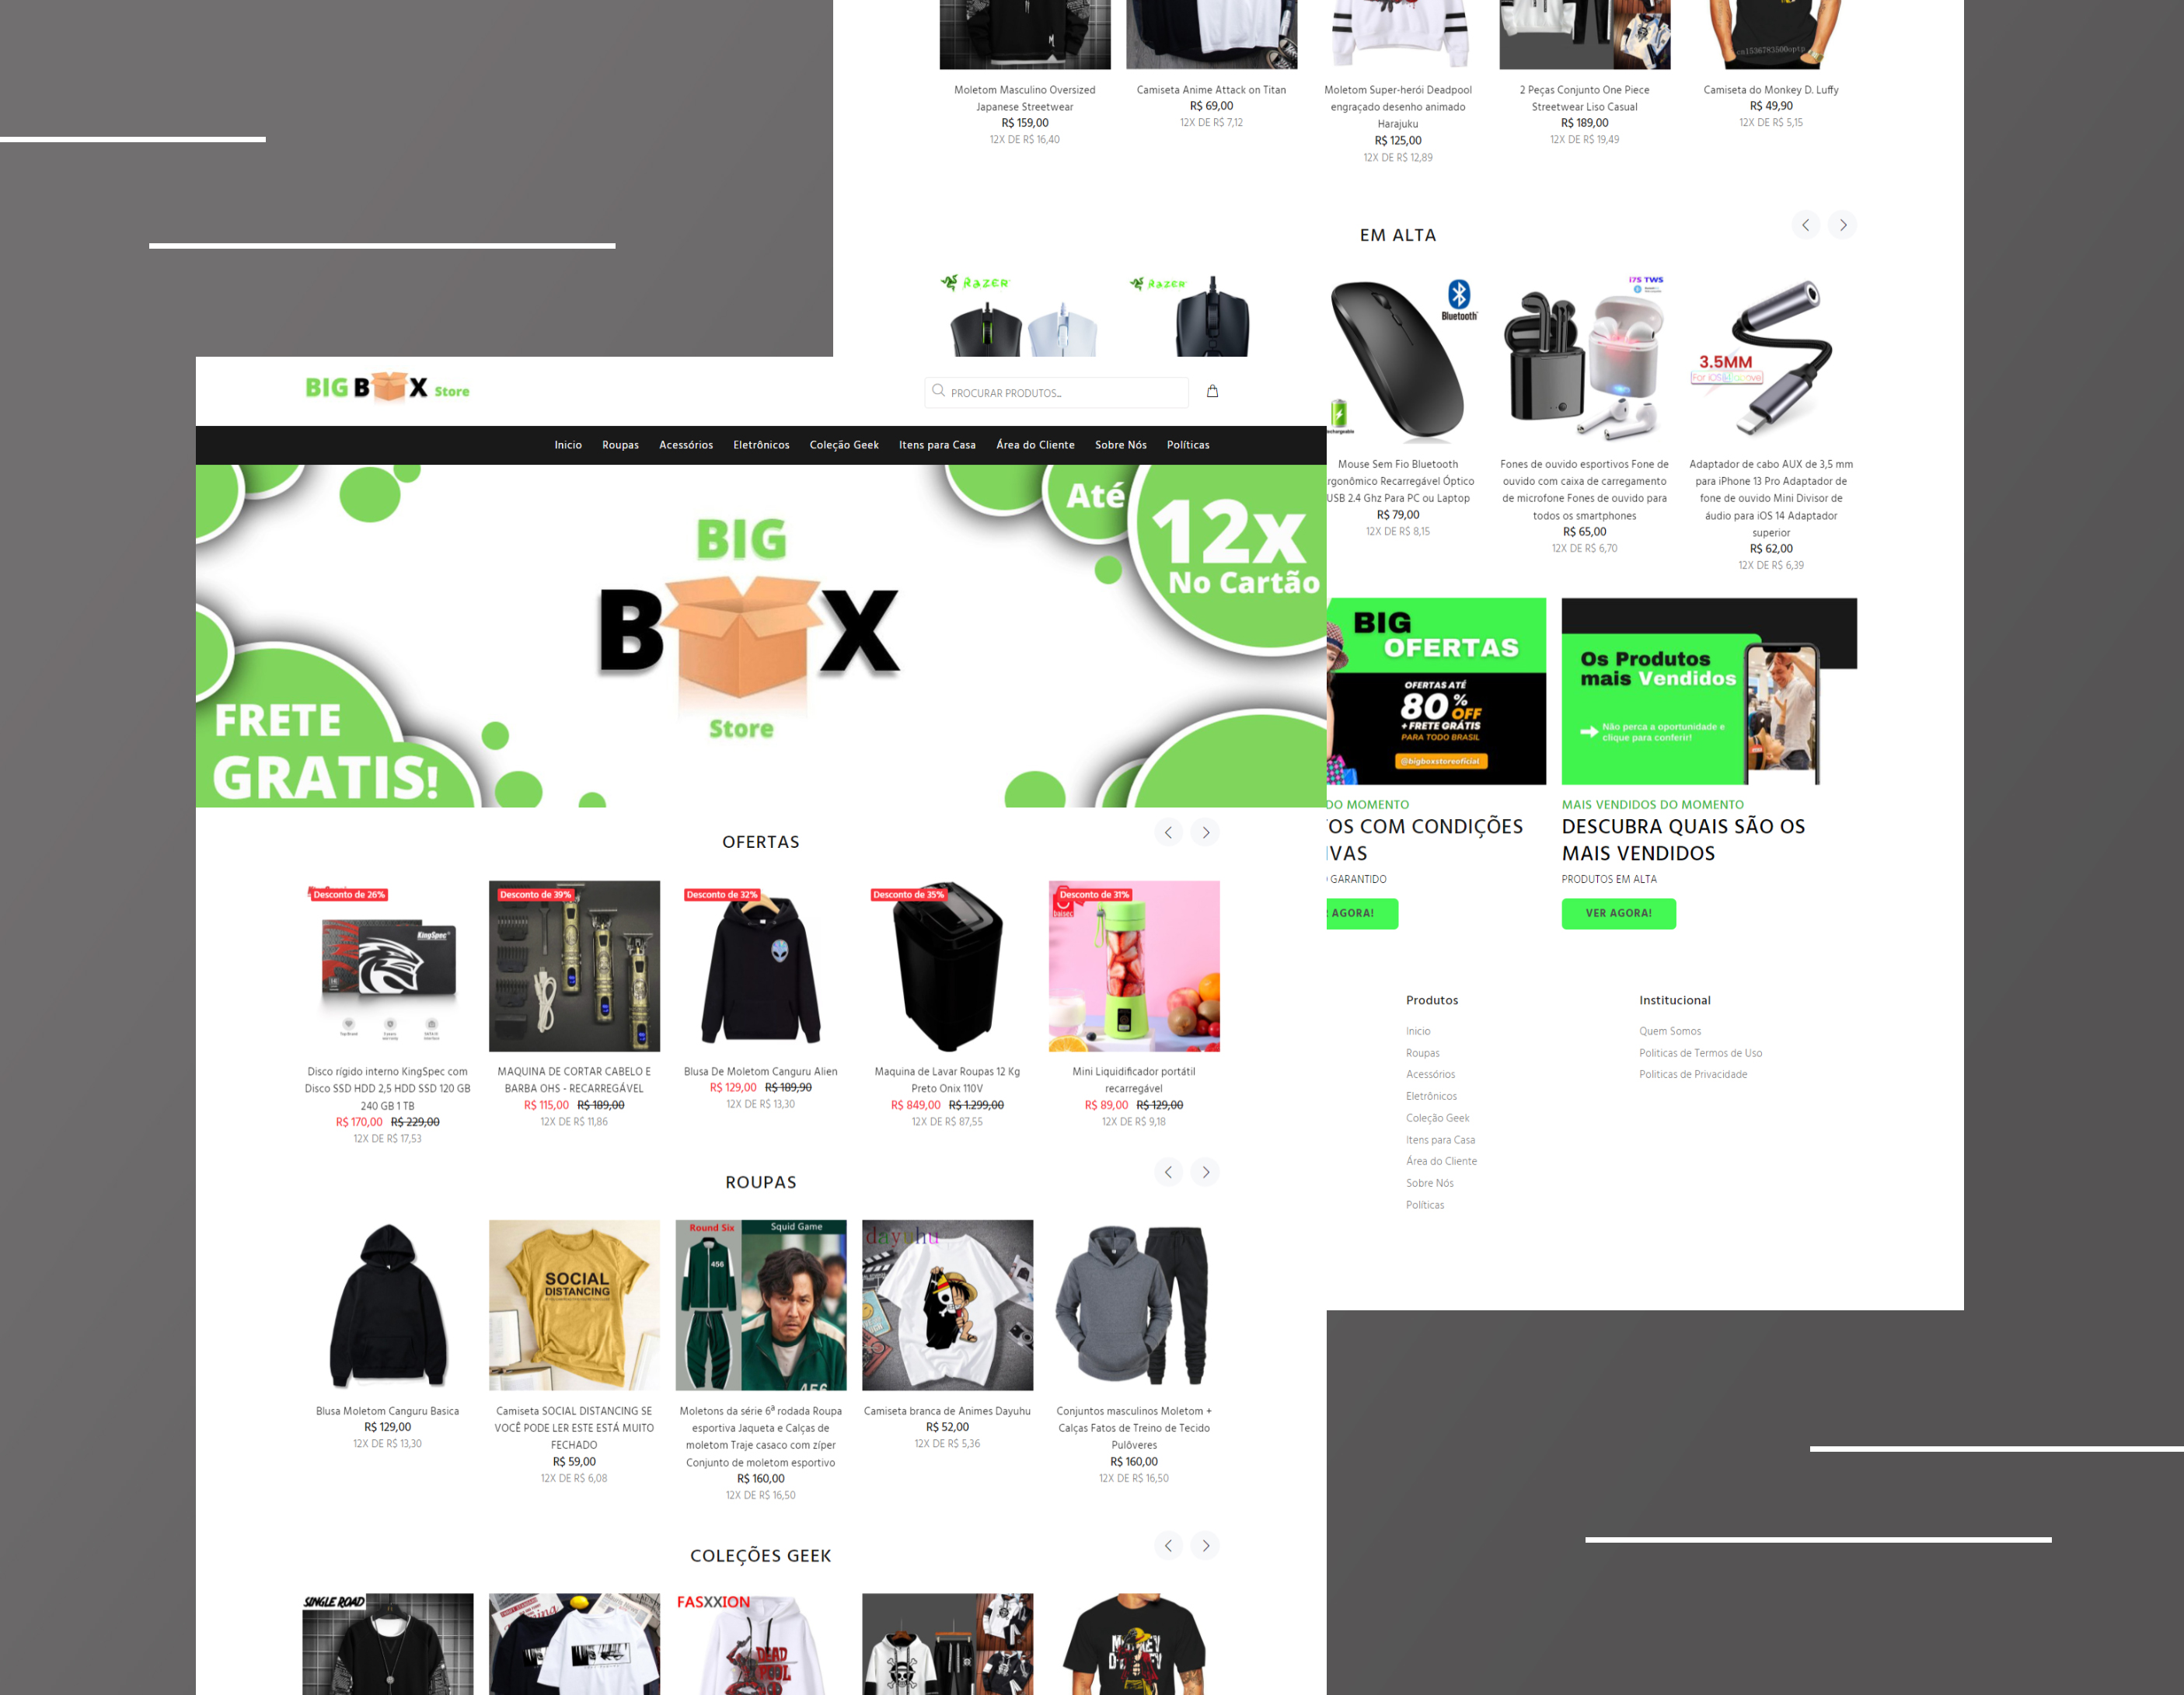 cn1536783500optp
Moletom Masculino Oversized
Japanese Streetwear
R$ 159,00
12X DE R$ 16,40
Camiseta Anime Attack on Titan
R$ 69,00
12X DE R$ 7,12
Moletom Super-herói Deadpool
engraçado desenho animado
Harajuku
R$ 125,00
12X DE R$ 12,89
2 Peças Conjunto One Piece
Streetwear Liso Casual
R$ 189,00
12X DE R$ 19,49
Camiseta do Monkey D. Luffy
R$ 49,90
12X DE R$ 5,15
EM ALTA
RAZER
RAZER
Bluetooth
i7S TWS
3.5MM
For iOS
Mouse Sem Fio Bluetooth
rgonômico Recarregável Óptico
USB 2.4 Ghz Para PC ou Laptop
R$ 79,00
12X DE R$ 8,15
Fones de ouvido esportivos Fone de
ouvido com caixa de carregamento
de microfone Fones de ouvido para
todos os smartphones
R$ 65,00
12X DE R$ 6,70
Adaptador de cabo AUX de 3,5 mm
para iPhone 13 Pro Adaptador de
fone de ouvido Mini Divisor de
áudio para iOS 14 Adaptador
superior
R$ 62,00
12X DE R$ 6,39
BIG
OFERTAS
OFERTAS ATÉ
80% OFF
+ FRETE GRÁTIS
PARA TODO BRASIL
@bigboxstoreoficial
Os Produtos
mais Vendidos
Não perca a oportunidade e
clique para conferir!
DO MOMENTO
TOS COM CONDIÇÕES
IVAS
GARANTIDO
R AGORA!
MAIS VENDIDOS DO MOMENTO
DESCUBRA QUAIS SÃO OS
MAIS VENDIDOS
PRODUTOS EM ALTA
VER AGORA!
Produtos
Inicio
Roupas
Acessórios
Eletrônicos
Coleção Geek
Itens para Casa
Área do Cliente
Sobre Nós
Políticas
Institucional
Quem Somos
Politicas de Termos de Uso
Politicas de Privacidade
BIG B X Store
PROCURAR PRODUTOS...
Inicio Roupas Acessórios Eletrônicos Coleção Geek Itens para Casa Área do Cliente Sobre Nós Políticas
BIG
B X
Store
FRETE
GRATIS!
Até
12x
No Cartão
OFERTAS
Desconto de 26%
KingSpec
Disco rígido interno KingSpec com
Disco SSD HDD 2,5 HDD SSD 120 GB
240 GB 1 TB
R$ 170,00 R$ 229,00
12X DE R$ 17,53
Desconto de 39%
MAQUINA DE CORTAR CABELO E
BARBA OHS - RECARREGÁVEL
R$ 115,00 R$ 189,00
12X DE R$ 11,86
Desconto de 32%
Blusa De Moletom Canguru Alien
R$ 129,00 R$ 189,90
12X DE R$ 13,30
Desconto de 35%
Maquina de Lavar Roupas 12 Kg
Preto Onix 110V
R$ 849,00 R$ 1.299,00
12X DE R$ 87,55
Desconto de 31%
Mini Liquidificador portátil
recarregável
R$ 89,00 R$ 129,00
12X DE R$ 9,18
ROUPAS
Blusa Moletom Canguru Basica
R$ 129,00
12X DE R$ 13,30
SOCIAL
DISTANCING
Camiseta SOCIAL DISTANCING SE
VOCÊ PODE LER ESTE ESTÁ MUITO
FECHADO
R$ 59,00
12X DE R$ 6,08
Round Six
Squid Game
456
456
Moletons da série 6ª rodada Roupa
esportiva Jaqueta e Calças de
moletom Traje casaco com zíper
Conjunto de moletom esportivo
R$ 160,00
12X DE R$ 16,50
dayuhu
Camiseta branca de Animes Dayuhu
R$ 52,00
12X DE R$ 5,36
Conjuntos masculinos Moletom +
Calças Fatos de Treino de Tecido
Pulôveres
R$ 160,00
12X DE R$ 16,50
COLEÇÕES GEEK
SINGLE ROAD
FASXXION
DEAD
POOL